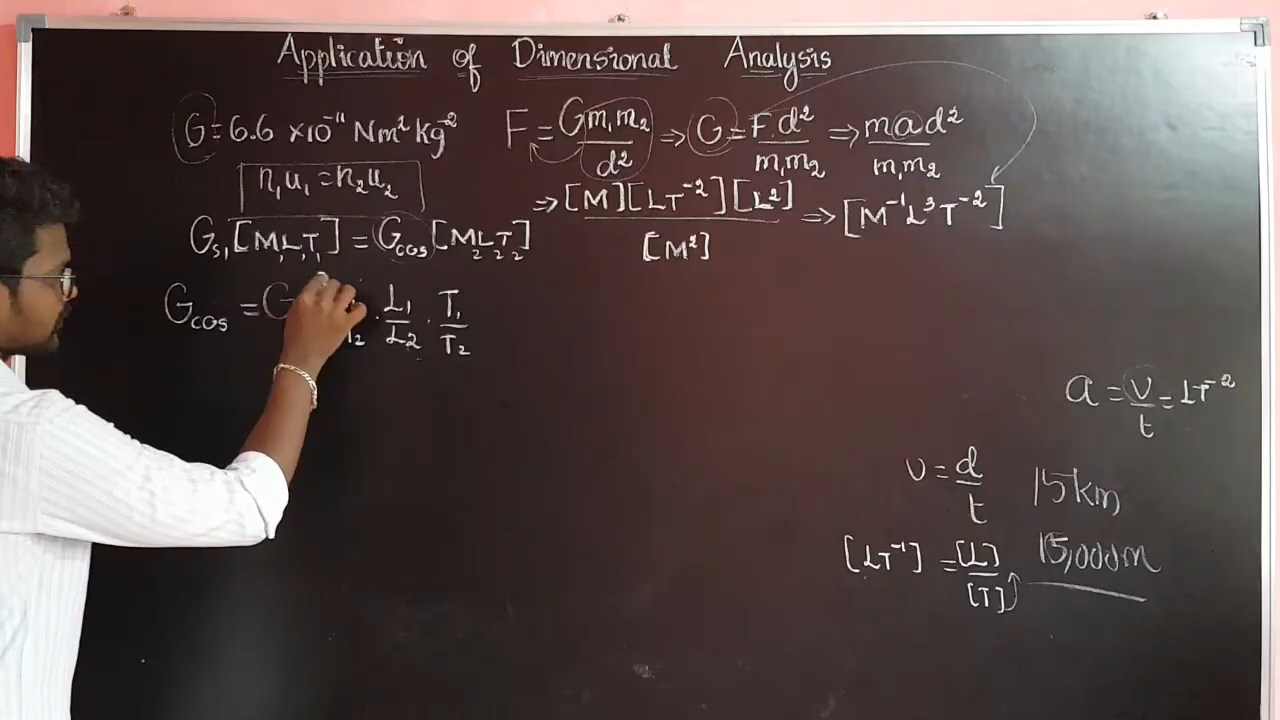 Application of Dimensional Analysis
G = 6.6 × 10⁻¹¹ Nm² kg⁻²
F = G m₁m₂ / d² ⇒ G = F.d² / m₁m₂ ⇒ mad² / m₁m₂
n₁u₁ = n₂u₂
⇒ [M][LT⁻²][L²] / [M²] ⇒ [M⁻¹L³T⁻²]
G_SI [M₁L₁T₁] = G_cgs [M₂L₂T₂]
G_cgs = G . L₁/L₂ . T₁/T₂
a = v/t = LT⁻²
v = d/t
15km
[LT⁻¹] = [L]/[T]
15,000m